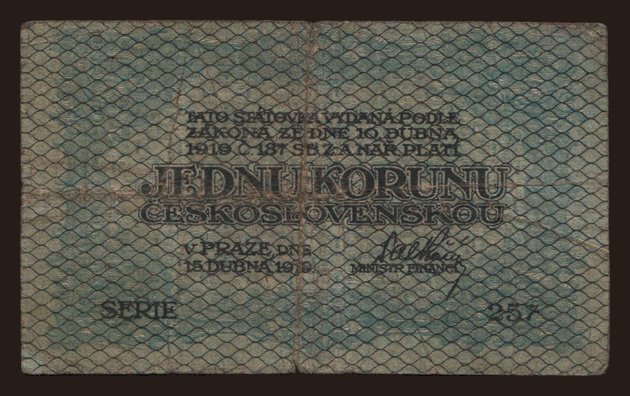 TATO STÁTOVKA VYDANÁ PODLE
ZÁKONA ZE DNE 10. DUBNA
1919 Č. 187 SB. Z. A NAŘ. PLATÍ
JEDNU KORUNU
ČESKOSLOVENSKOU
V PRAZE, DNE
15. DUBNA 1919.
MINISTR FINANCÍ
SERIE 257